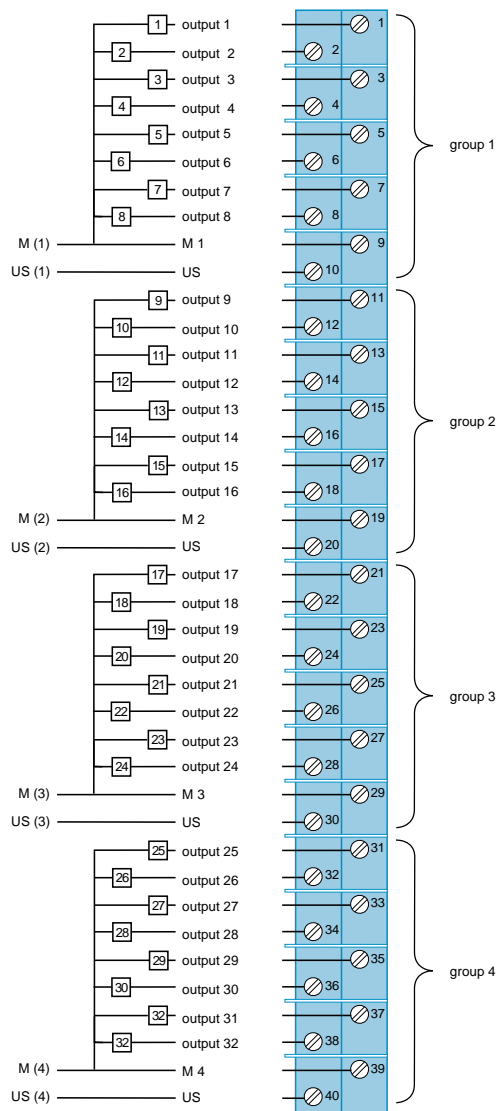 1 output 1 1
2 output 2 2
3 output 3 3
4 output 4 4
5 output 5 5 group 1
6 output 6 6
7 output 7 7
8 output 8 8
M (1) M 1 9
US (1) US 10
9 output 9 11
10 output 10 12
11 output 11 13
12 output 12 14
13 output 13 15 group 2
14 output 14 16
15 output 15 17
16 output 16 18
M (2) M 2 19
US (2) US 20
17 output 17 21
18 output 18 22
19 output 19 23
20 output 20 24
21 output 21 25 group 3
22 output 22 26
23 output 23 27
24 output 24 28
M (3) M 3 29
US (3) US 30
25 output 25 31
26 output 26 32
27 output 27 33
28 output 28 34
29 output 29 35 group 4
30 output 30 36
32 output 31 37
32 output 32 38
M (4) M 4 39
US (4) US 40